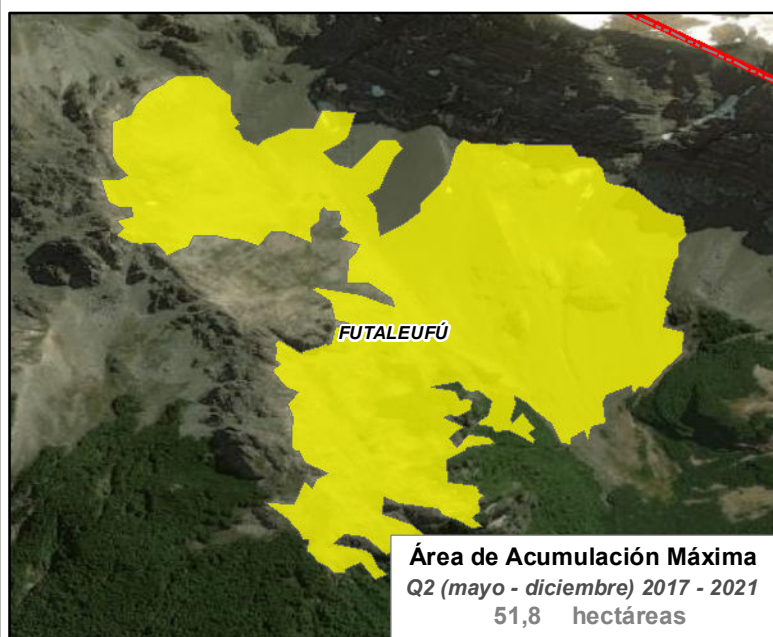 FUTALEUFÚ
Área de Acumulación Máxima
Q2 (mayo - diciembre) 2017 - 2021
51,8 hectáreas